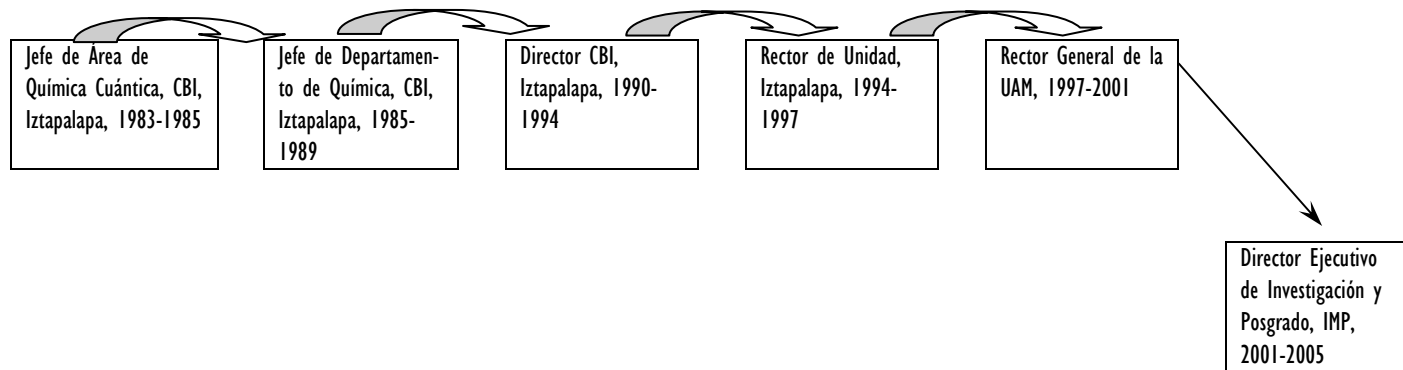 Jefe de Área de
Química Cuántica, CBI,
Iztapalapa, 1983-1985
Jefe de Departamen-
to de Química, CBI,
Iztapalapa, 1985-
1989
Director CBI,
Iztapalapa, 1990-
1994
Rector de Unidad,
Iztapalapa, 1994-
1997
Rector General de la
UAM, 1997-2001
Director Ejecutivo
de Investigación y
Posgrado, IMP,
2001-2005